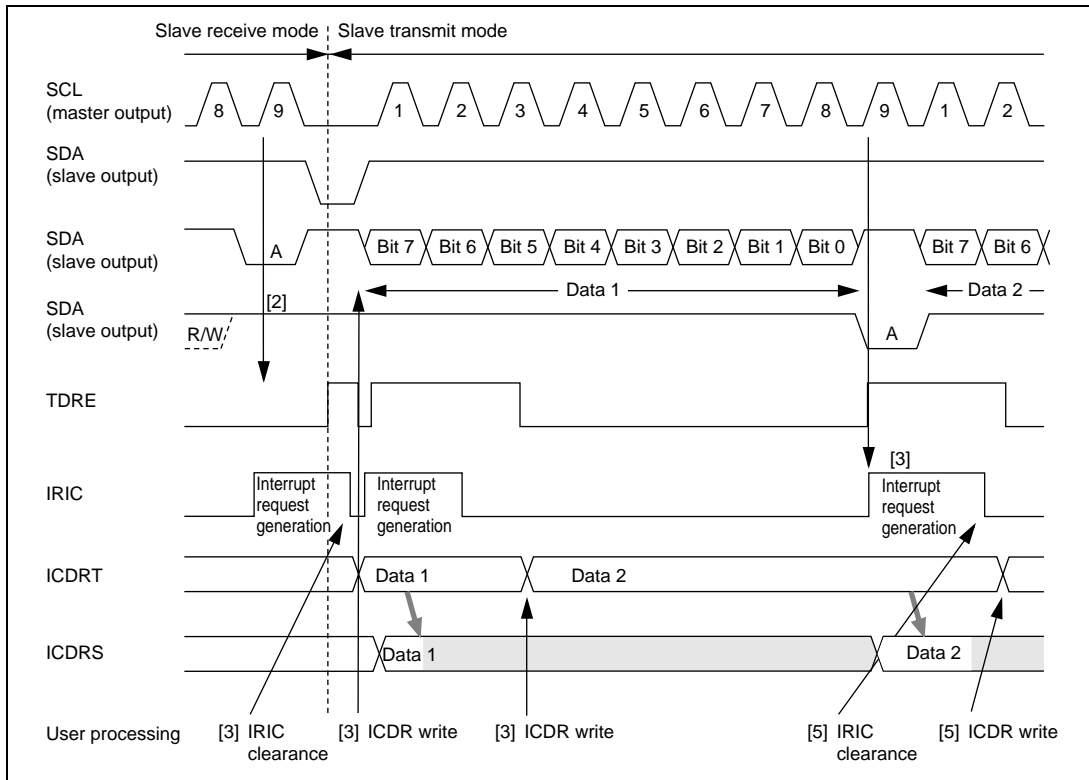 Slave receive mode Slave transmit mode
SCL
(master output)
8 9 1 2 3 4 5 6 7 8 9 1 2
SDA
(slave output)
SDA
(slave output)
A Bit 7 Bit 6 Bit 5 Bit 4 Bit 3 Bit 2 Bit 1 Bit 0 Bit 7 Bit 6
Data 1 Data 2
SDA
(slave output)
[2]
R/W
A
TDRE
[3]
IRIC
Interrupt
request
generation
Interrupt
request
generation
Interrupt
request
generation
ICDRT
Data 1 Data 2
ICDRS
Data 1 Data 2
User processing
[3] IRIC
clearance
[3] ICDR write
[3] ICDR write
[5] IRIC
clearance
[5] ICDR write